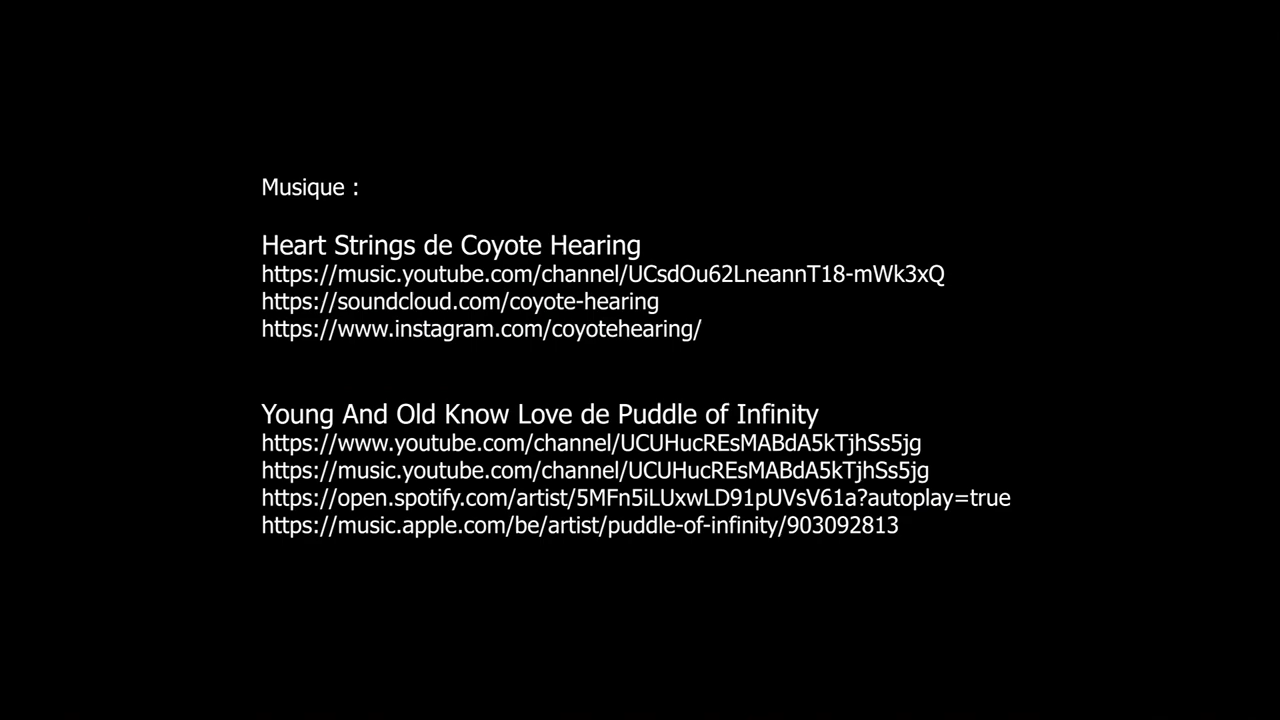 Musique :
Heart Strings de Coyote Hearing
https://music.youtube.com/channel/UCsdOu62LneannT18-mWk3xQ
https://soundcloud.com/coyote-hearing
https://www.instagram.com/coyotehearing/
Young And Old Know Love de Puddle of Infinity
https://www.youtube.com/channel/UCUHucREsMABdA5kTjhSs5jg
https://music.youtube.com/channel/UCUHucREsMABdA5kTjhSs5jg
https://open.spotify.com/artist/5MFn5iLUxwLD91pUVsV61a?autoplay=true
https://music.apple.com/be/artist/puddle-of-infinity/903092813